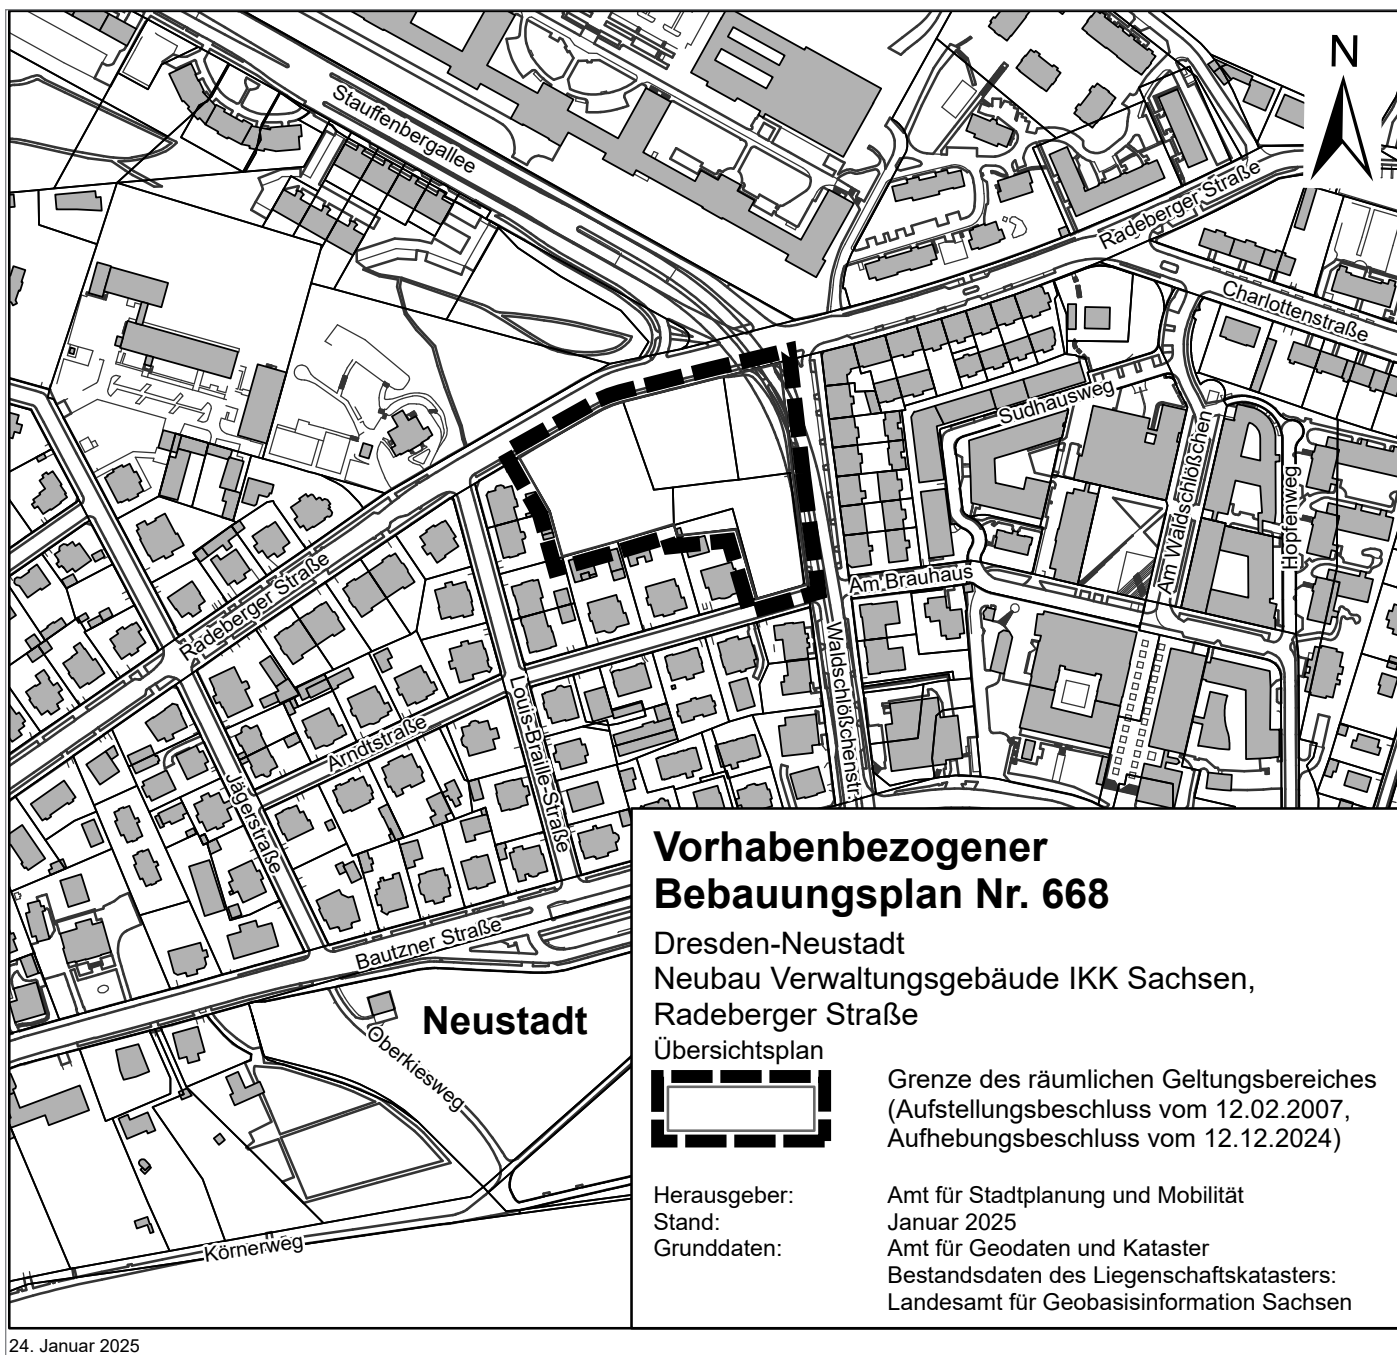 N
Stauffenbergallee
Radeberger Straße
Charlottenstraße
Sudhausweg
Am Waldschlößchen
Hopfenweg
Am Brauhaus
Radeberger Straße
Waldschlößchenstr.
Louis-Braille-Straße
Arndtstraße
Jägerstraße
Bautzner Straße
Neustadt
Oberkiesweg
Körnerweg
Vorhabenbezogener
Bebauungsplan Nr. 668
Dresden-Neustadt
Neubau Verwaltungsgebäude IKK Sachsen,
Radeberger Straße
Übersichtsplan
Grenze des räumlichen Geltungsbereiches
(Aufstellungsbeschluss vom 12.02.2007,
Aufhebungsbeschluss vom 12.12.2024)
Herausgeber: Amt für Stadtplanung und Mobilität
Stand: Januar 2025
Grunddaten: Amt für Geodaten und Kataster
Bestandsdaten des Liegenschaftskatasters:
Landesamt für Geobasisinformation Sachsen
24. Januar 2025